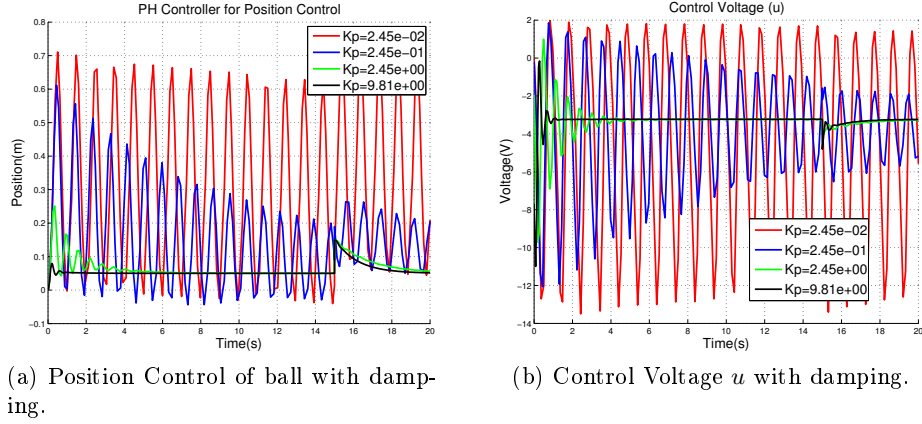 PH Controller for Position Control
Position(m)
0.8
0.7
0.6
0.5
0.4
0.3
0.2
0.1
0
−0.1
Kp=2.45e−02
Kp=2.45e−01
Kp=2.45e+00
Kp=9.81e+00
0 2 4 6 8 10 12 14 16 18 20
Time(s)
(a) Position Control of ball with damp-
ing.
Control Voltage (u)
Voltage(V)
2
0
−2
−4
−6
−8
−10
−12
−14
Kp=2.45e−02
Kp=2.45e−01
Kp=2.45e+00
Kp=9.81e+00
0 2 4 6 8 10 12 14 16 18 20
Time(s)
(b) Control Voltage u with damping.